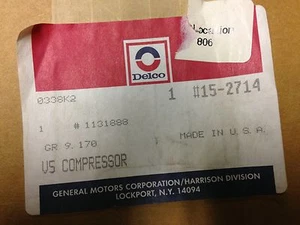 Location
806
Delco
0338K2 1 #15-2714
1 # 1131888
GR 9.170 MADE IN U.S.A.
V5 COMPRESSOR
GENERAL MOTORS CORPORATION/HARRISON DIVISION
LOCKPORT, N.Y. 14094